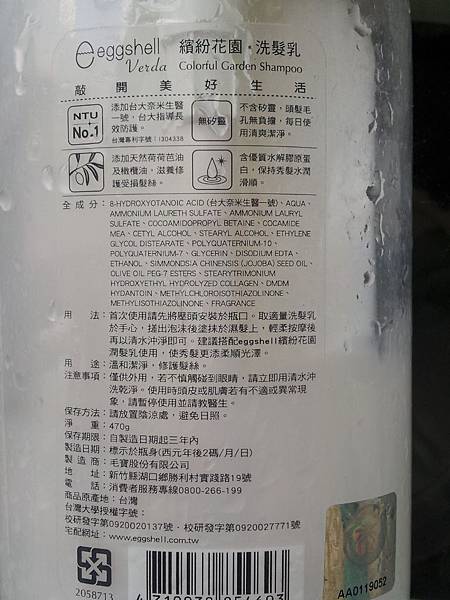 eggshell 繽紛花園・洗髮乳
Verda Colorful Garden Shampoo
敲開美好生活
NTU No.1
添加台大奈米生醫
一號，台大指導長
效防護。
台灣專利字號：I304338
無矽靈
不含矽靈，頭髮毛
孔無負擔，每日使
用清爽潔淨。
添加天然荷荷芭油
及橄欖油，滋養修
護受損髮絲。
含優質水解膠原蛋
白，保持秀髮水潤
滑順。
全成分：8-HYDROXYOTANOIC ACID (台大奈米生醫一號)、AQUA、
AMMONIUM LAURETH SULFATE、AMMONIUM LAURYL
SULFATE、COCOAMIDOPROPYL BETAINE、COCAMIDE
MEA、CETYL ALCOHOL、STEARYL ALCOHOL、ETHYLENE
GLYCOL DISTEARATE、POLYQUATERNIUM-10、
POLYQUATERNIUM-7、GLYCERIN、DISODIUM EDTA、
ETHANOL、SIMMONDSIA CHINENSIS (JOJOBA) SEED OIL、
OLIVE OIL PEG-7 ESTERS、STEARYTRIMONIUM
HYDROXYETHYL HYDROLYZED COLLAGEN、DMDM
HYDANTOIN、METHYLCHLOROISOTHIAZOLINONE、
METHYLISOTHIAZOLINONE、FRAGRANCE
用法：首次使用請先將壓頭安裝於瓶口。取適量洗髮乳
於手心，搓出泡沫後塗抹於濕髮上，輕柔按摩後
再以清水沖淨即可。建議搭配eggshell繽紛花園
潤髮乳使用，使秀髮更添柔順光澤。
用途：溫和潔淨，修護髮絲。
注意事項：僅供外用，若不慎觸碰到眼睛，請立即用清水沖
洗乾淨。使用時頭皮或肌膚若有不適或異常現
象，請暫停使用並請教醫生。
保存方法：請放置陰涼處，避免日照。
淨重：470g
保存期限：自製造日期起三年內
製造日期：標示於瓶身(西元年後2碼/月/日)
製造商：毛寶股份有限公司
地址：新竹縣湖口鄉勝利村實踐路19號
電話：消費者服務專線0800-266-199
商品原產地：台灣
台灣大學授權字號：
校研發字第0920020137號、校研發字第0920027771號
宅配網址：www.eggshell.com.tw
2058713
AA0119052